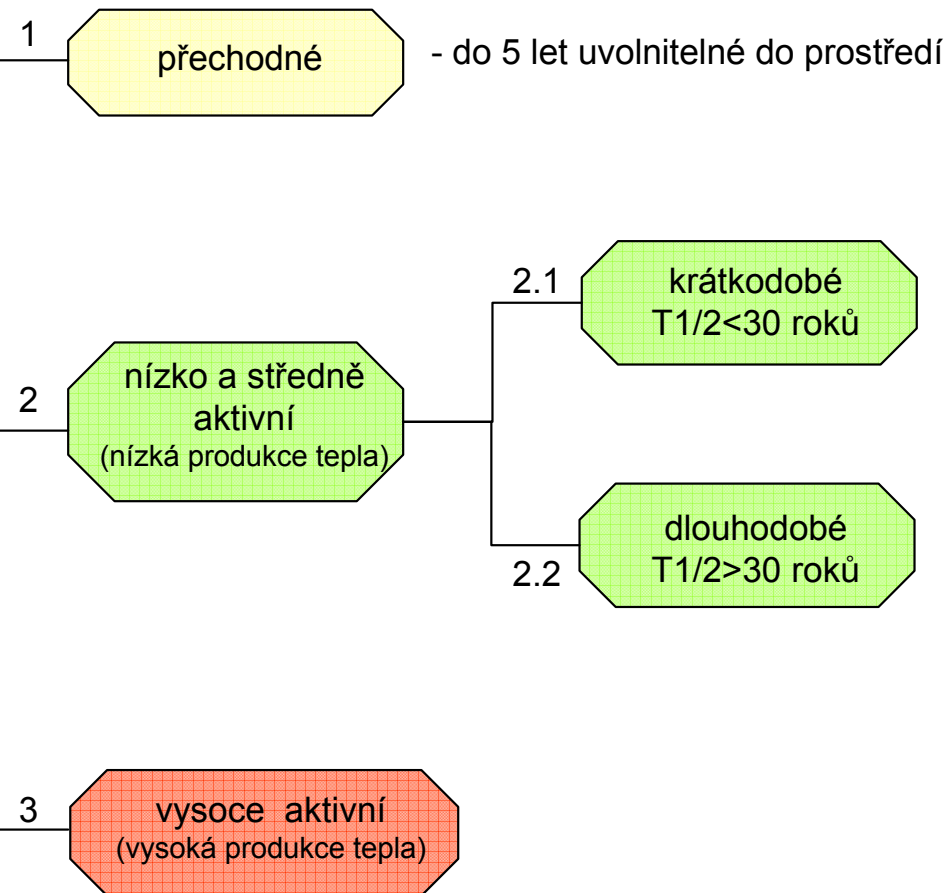 1
přechodné
- do 5 let uvolnitelné do prostředí
2.1
krátkodobé
T1/2<30 roků
2
nízko a středně
aktivní
(nízká produkce tepla)
dlouhodobé
T1/2>30 roků
2.2
3
vysoce aktivní
(vysoká produkce tepla)